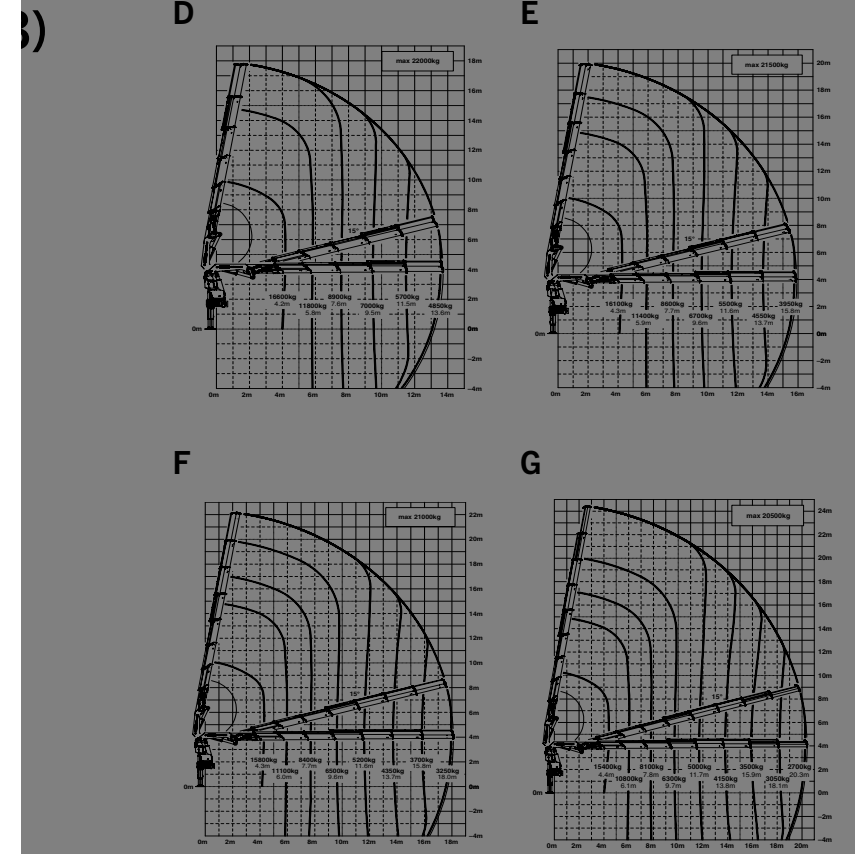 3)
D
max 22000kg
18m
16m
14m
12m
10m
8m
15°
6m
4m
16600kg 8900kg 5700kg
4.2m 7.6m 11.5m
2m
11800kg 7000kg 4850kg
5.8m 9.5m 13.6m
0m 0m
−2m
−4m
0m 2m 4m 6m 8m 10m 12m 14m
E
max 21500kg
20m
18m
16m
14m
12m
10m
8m
15°
6m
4m
16100kg 8600kg 5500kg 3950kg
4.3m 7.7m 11.6m 15.8m
2m
11400kg 6700kg 4550kg
5.9m 9.6m 13.7m
0m 0m
−2m
−4m
0m 2m 4m 6m 8m 10m 12m 14m 16m
F
max 21000kg
22m
20m
18m
16m
14m
12m
10m
8m
15°
6m
4m
15800kg 8400kg 5200kg 3700kg
4.3m 7.7m 11.6m 15.8m
2m
11100kg 6500kg 4350kg 3250kg
6.0m 9.6m 13.7m 18.0m
0m 0m
−2m
−4m
0m 2m 4m 6m 8m 10m 12m 14m 16m 18m
G
max 20500kg
24m
22m
20m
18m
16m
14m
12m
10m
8m
15°
6m
4m
15400kg 8100kg 5000kg 3500kg 2700kg
4.4m 7.8m 11.7m 15.9m 20.3m
2m
10800kg 6300kg 4150kg 3050kg
6.1m 9.7m 13.8m 18.1m
0m 0m
−2m
−4m
0m 2m 4m 6m 8m 10m 12m 14m 16m 18m 20m